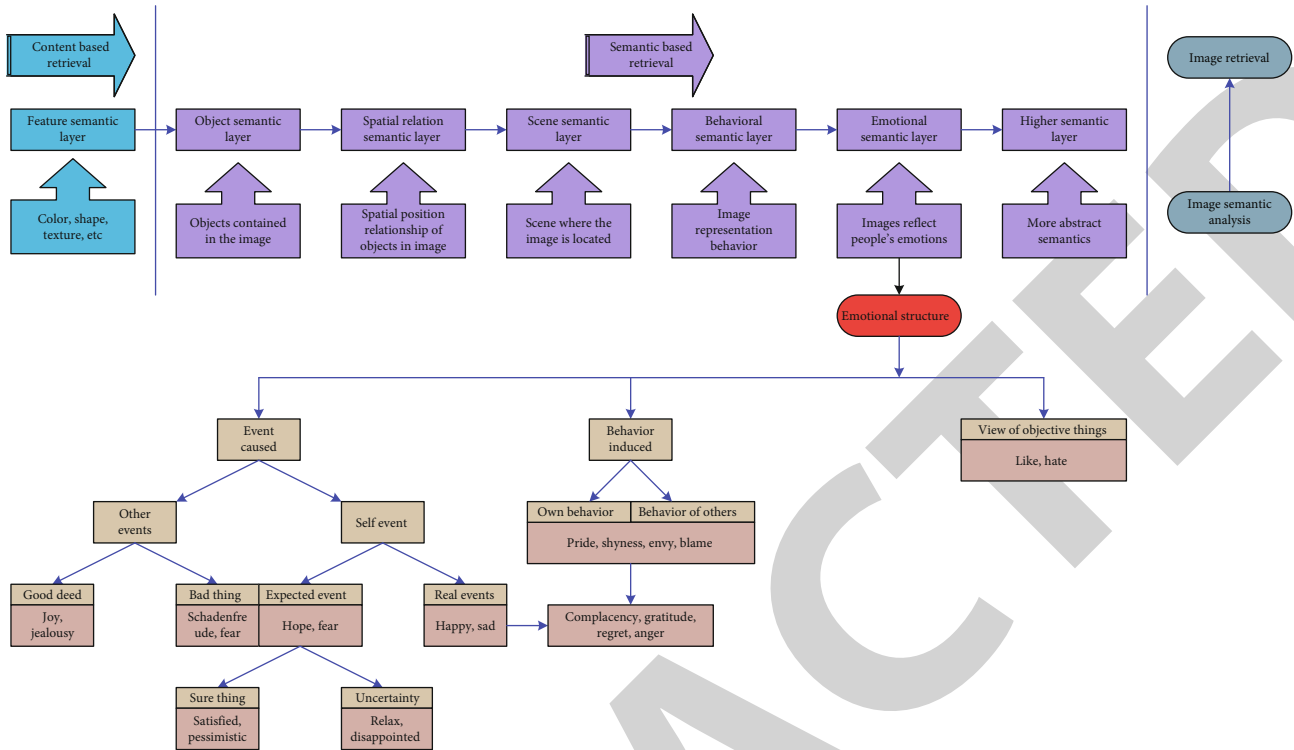 Content based
retrieval
Semantic based
retrieval
Image retrieval
Feature semantic
layer
Object semantic
layer
Spatial relation
semantic layer
Scene semantic
layer
Behavioral
semantic layer
Emotional
semantic layer
Higher semantic
layer
Color, shape,
texture, etc
Objects contained
in the image
Spatial position
relationship of
objects in image
Scene where the
image is located
Image
representation
behavior
Images reflect
people's emotions
More abstract
semantics
Image semantic
analysis
Emotional structure
Event
caused
Behavior
induced
View of objective things
Like, hate
Other
events
Self event
Own behavior
Behavior of others
Pride, shyness, envy, blame
Good deed
Joy,
jealousy
Bad thing
Schadenfre
ude, fear
Expected event
Hope, fear
Real events
Happy, sad
Complacency, gratitude,
regret, anger
Sure thing
Satisfied,
pessimistic
Uncertainty
Relax,
disappointed
ACTE